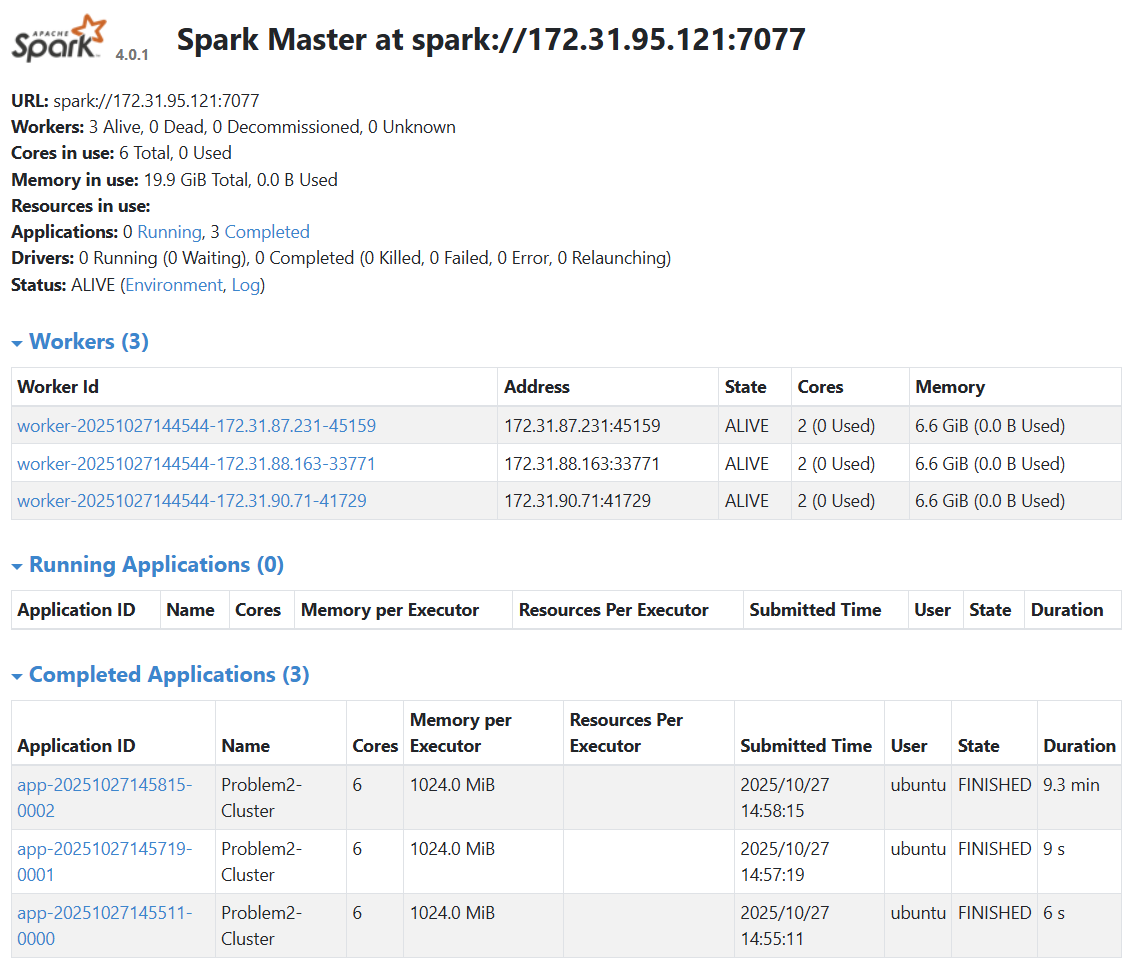 APACHE
Spark 4.0.1 Spark Master at spark://172.31.95.121:7077
URL: spark://172.31.95.121:7077
Workers: 3 Alive, 0 Dead, 0 Decommissioned, 0 Unknown
Cores in use: 6 Total, 0 Used
Memory in use: 19.9 GiB Total, 0.0 B Used
Resources in use:
Applications: 0 Running, 3 Completed
Drivers: 0 Running (0 Waiting), 0 Completed (0 Killed, 0 Failed, 0 Error, 0 Relaunching)
Status: ALIVE (Environment, Log)
Workers (3)
Worker Id Address State Cores Memory
worker-20251027144544-172.31.87.231-45159 172.31.87.231:45159 ALIVE 2 (0 Used) 6.6 GiB (0.0 B Used)
worker-20251027144544-172.31.88.163-33771 172.31.88.163:33771 ALIVE 2 (0 Used) 6.6 GiB (0.0 B Used)
worker-20251027144544-172.31.90.71-41729 172.31.90.71:41729 ALIVE 2 (0 Used) 6.6 GiB (0.0 B Used)
Running Applications (0)
Application ID Name Cores Memory per Executor Resources Per Executor Submitted Time User State Duration
Completed Applications (3)
Memory per Resources Per
Application ID Name Cores Executor Executor Submitted Time User State Duration
app-20251027145815- Problem2- 6 1024.0 MiB 2025/10/27 ubuntu FINISHED 9.3 min
0002 Cluster 14:58:15
app-20251027145719- Problem2- 6 1024.0 MiB 2025/10/27 ubuntu FINISHED 9 s
0001 Cluster 14:57:19
app-20251027145511- Problem2- 6 1024.0 MiB 2025/10/27 ubuntu FINISHED 6 s
0000 Cluster 14:55:11